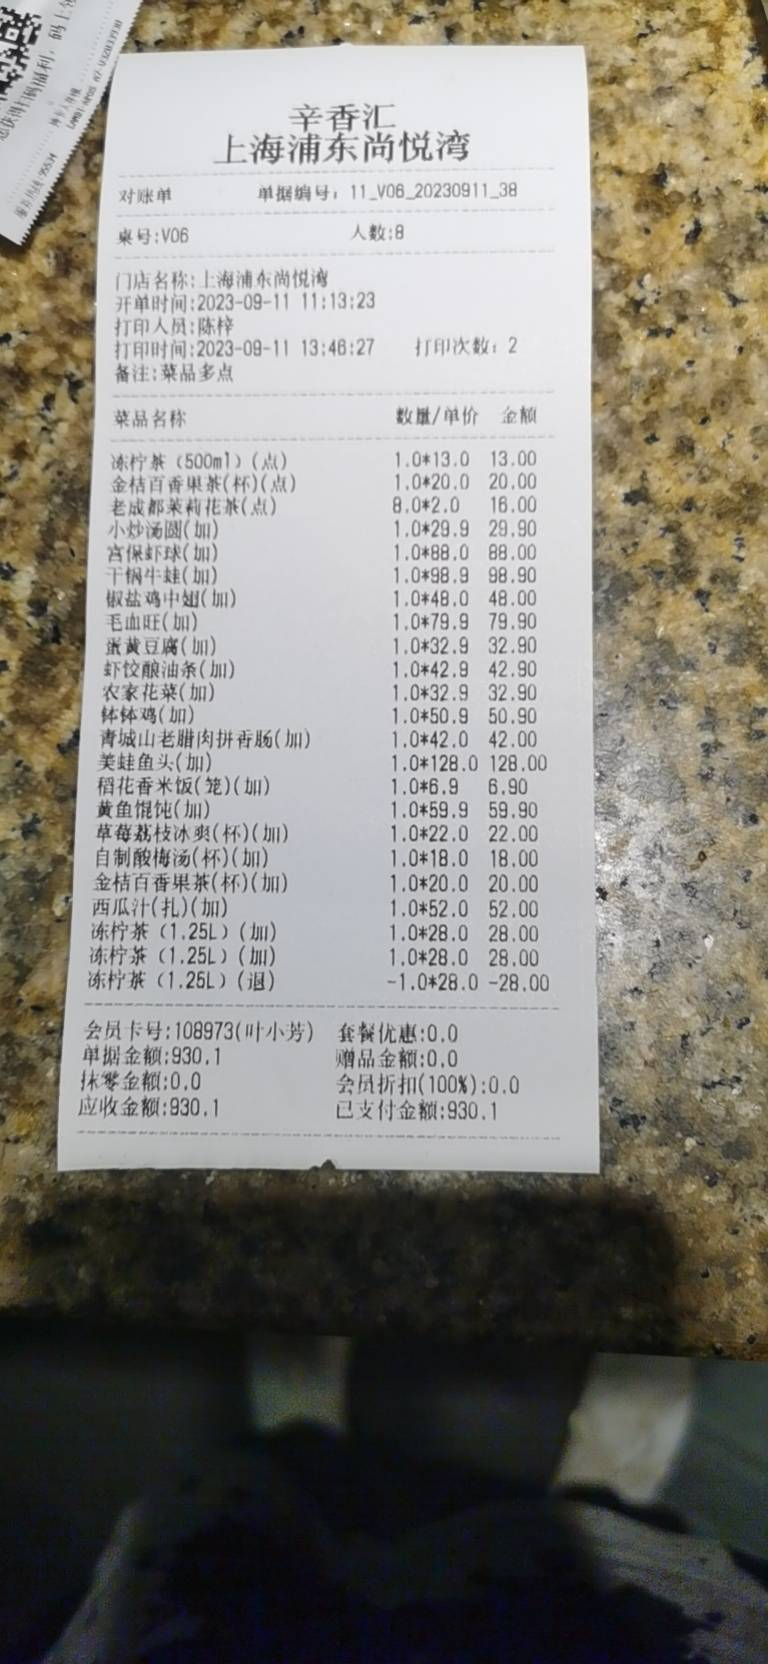 辛香汇
上海浦东尚悦湾
对账单 单据编号: 11_V06_20230911_38
桌号:V06 人数:8
门店名称:上海浦东尚悦湾
开单时间:2023-09-11 11:13:23
打印人员:陈梓
打印时间:2023-09-11 13:46:27 打印次数: 2
备注:菜品多点
菜品名称 数量/单价 金额
冻柠茶（500ml）(点) 1.0*13.0 13.00
金桔百香果茶(杯)(点) 1.0*20.0 20.00
老成都茉莉花茶(点) 8.0*2.0 16.00
小炒汤圆(加) 1.0*29.9 29.90
宫保虾球(加) 1.0*88.0 88.00
干锅牛蛙(加) 1.0*98.9 98.90
椒盐鸡中翅(加) 1.0*48.0 48.00
毛血旺(加) 1.0*79.9 79.90
蛋黄豆腐(加) 1.0*32.9 32.90
虾饺酿油条(加) 1.0*42.9 42.90
农家花菜(加) 1.0*32.9 32.90
钵钵鸡(加) 1.0*50.9 50.90
青城山老腊肉拼香肠(加) 1.0*42.0 42.00
美蛙鱼头(加) 1.0*128.0 128.00
稻花香米饭(笼)(加) 1.0*6.9 6.90
黄鱼馄饨(加) 1.0*59.9 59.90
草莓荔枝冰爽(杯)(加) 1.0*22.0 22.00
自制酸梅汤(杯)(加) 1.0*18.0 18.00
金桔百香果茶(杯)(加) 1.0*20.0 20.00
西瓜汁(扎)(加) 1.0*52.0 52.00
冻柠茶（1.25L）(加) 1.0*28.0 28.00
冻柠茶（1.25L）(加) 1.0*28.0 28.00
冻柠茶（1.25L）(退) -1.0*28.0 -28.00
会员卡号:108973(叶小芳) 套餐优惠:0.0
单据金额:930.1 赠品金额:0.0
抹零金额:0.0 会员折扣(100%):0.0
应收金额:930.1 已支付金额:930.1